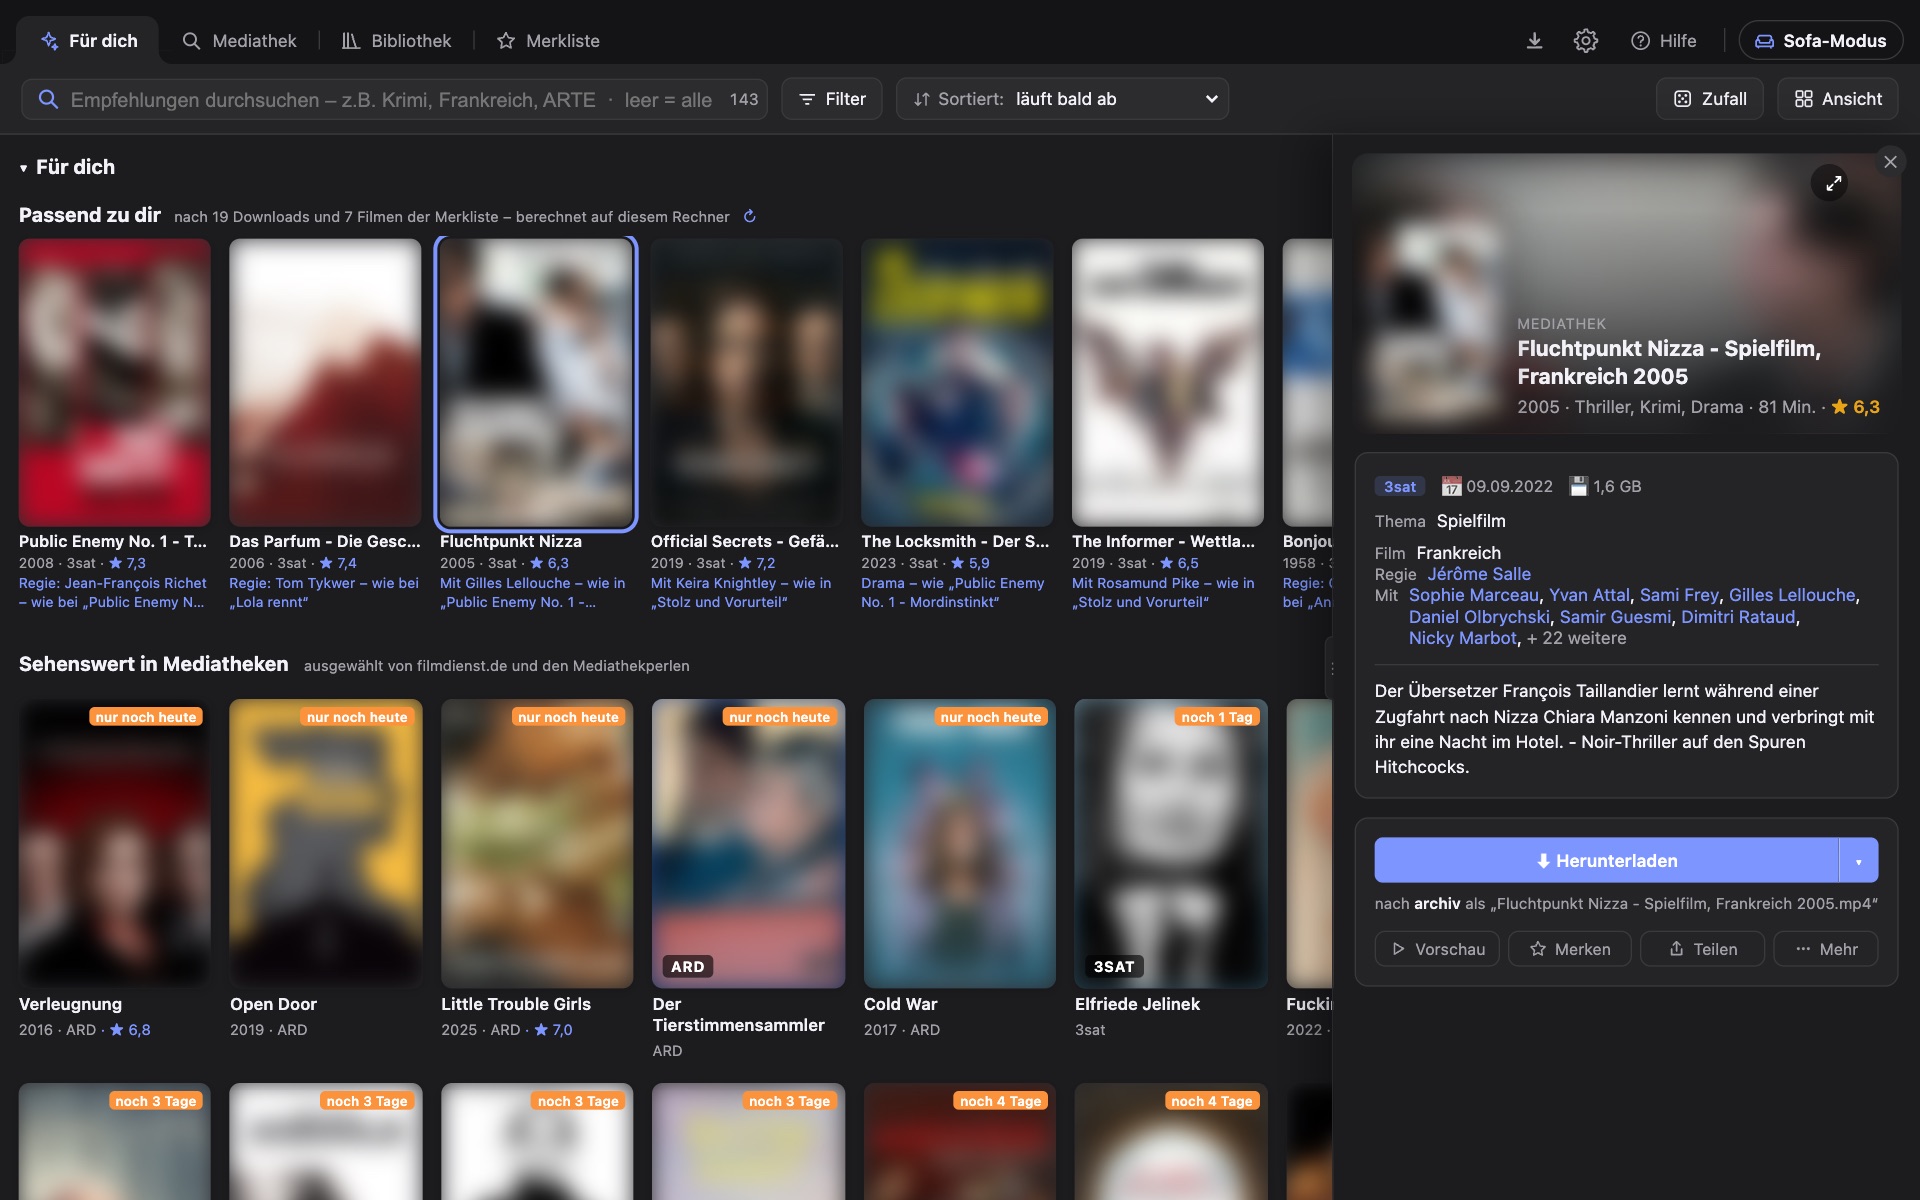 Für dich
Mediathek
Bibliothek
Merkliste
Hilfe
Sofa-Modus
Empfehlungen durchsuchen – z.B. Krimi, Frankreich, ARTE · leer = alle 143
Filter
Sortiert: läuft bald ab
Zufall
Ansicht
▾ Für dich
Passend zu dir nach 19 Downloads und 7 Filmen der Merkliste – berechnet auf diesem Rechner
Public Enemy No. 1 - T...
2008 · 3sat · ★ 7,3
Regie: Jean-François Richet
– wie bei „Public Enemy N...
Das Parfum - Die Gesc...
2006 · 3sat · ★ 7,4
Regie: Tom Tykwer – wie bei
„Lola rennt“
Fluchtpunkt Nizza
2005 · 3sat · ★ 6,3
Mit Gilles Lellouche – wie in
„Public Enemy No. 1 -...
Official Secrets - Gefä...
2019 · 3sat · ★ 7,2
Mit Keira Knightley – wie in
„Stolz und Vorurteil“
The Locksmith - Der S...
2023 · 3sat · ★ 5,9
Drama – wie „Public Enemy
No. 1 - Mordinstinkt“
The Informer - Wettla...
2019 · 3sat · ★ 6,5
Mit Rosamund Pike – wie in
„Stolz und Vorurteil“
1958 ·
Regie:
bei
Sehenswert in Mediatheken ausgewählt von filmdienst.de und den Mediathekperlen
nur noch heute
Verleugnung
2016 · ARD · ★ 6,8
nur noch heute
Open Door
2019 · ARD
nur noch heute
Little Trouble Girls
2025 · ARD · ★ 7,0
nur noch heute
ARD
Der
Tierstimmensammler
ARD
nur noch heute
Cold War
2017 · ARD
noch 1 Tag
3SAT
Elfriede Jelinek
3sat
2022 ·
noch 3 Tage
noch 3 Tage
noch 3 Tage
noch 3 Tage
noch 4 Tage
noch 4 Tage
MEDIATHEK
Fluchtpunkt Nizza - Spielfilm,
Frankreich 2005
2005 · Thriller, Krimi, Drama · 81 Min. · ★ 6,3
3sat 📅 09.09.2022 💾 1,6 GB
Thema Spielfilm
Film Frankreich
Regie Jérôme Salle
Mit Sophie Marceau, Yvan Attal, Sami Frey, Gilles Lellouche,
Daniel Olbrychski, Samir Guesmi, Dimitri Rataud,
Nicky Marbot, + 22 weitere
Der Übersetzer François Taillandier lernt während einer
Zugfahrt nach Nizza Chiara Manzoni kennen und verbringt mit
ihr eine Nacht im Hotel. - Noir-Thriller auf den Spuren
Hitchcocks.
⬇ Herunterladen ▾
nach archiv als „Fluchtpunkt Nizza - Spielfilm, Frankreich 2005.mp4“
Vorschau
Merken
Teilen
Mehr